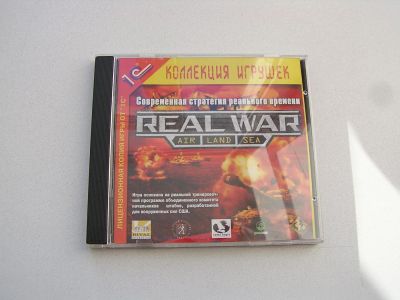 1С
КОЛЛЕКЦИЯ ИГРУШЕК
Современная стратегия реального времени
REAL WAR
AIR LAND SEA
ЛИЦЕНЗИОННАЯ КОПИЯ ИГРЫ ОТ "1С"
Игра основана на реальной тренировоч-
ной программе объединенного комитета
начальников штабов, разработанной
для вооруженных сил США.